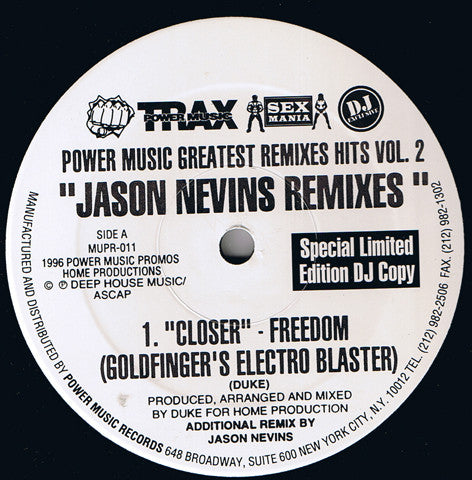 TRAX
POWER MUSIC
SEX
MANIA
DJ
EXCLUSIVE
POWER MUSIC GREATEST REMIXES HITS VOL. 2
"JASON NEVINS REMIXES"
SIDE A
MUPR-011
1996 POWER MUSIC PROMOS
HOME PRODUCTIONS
© ℗ DEEP HOUSE MUSIC/
ASCAP
Special Limited
Edition DJ Copy
1. "CLOSER" - FREEDOM
(GOLDFINGER'S ELECTRO BLASTER)
(DUKE)
PRODUCED, ARRANGED AND MIXED
BY DUKE FOR HOME PRODUCTION
ADDITIONAL REMIX BY
JASON NEVINS
MANUFACTURED AND DISTRIBUTED BY POWER MUSIC RECORDS 648 BROADWAY, SUITE 600 NEW YORK CITY, N.Y. 10012 TEL. (212) 982-2506 FAX. (212) 982-1302